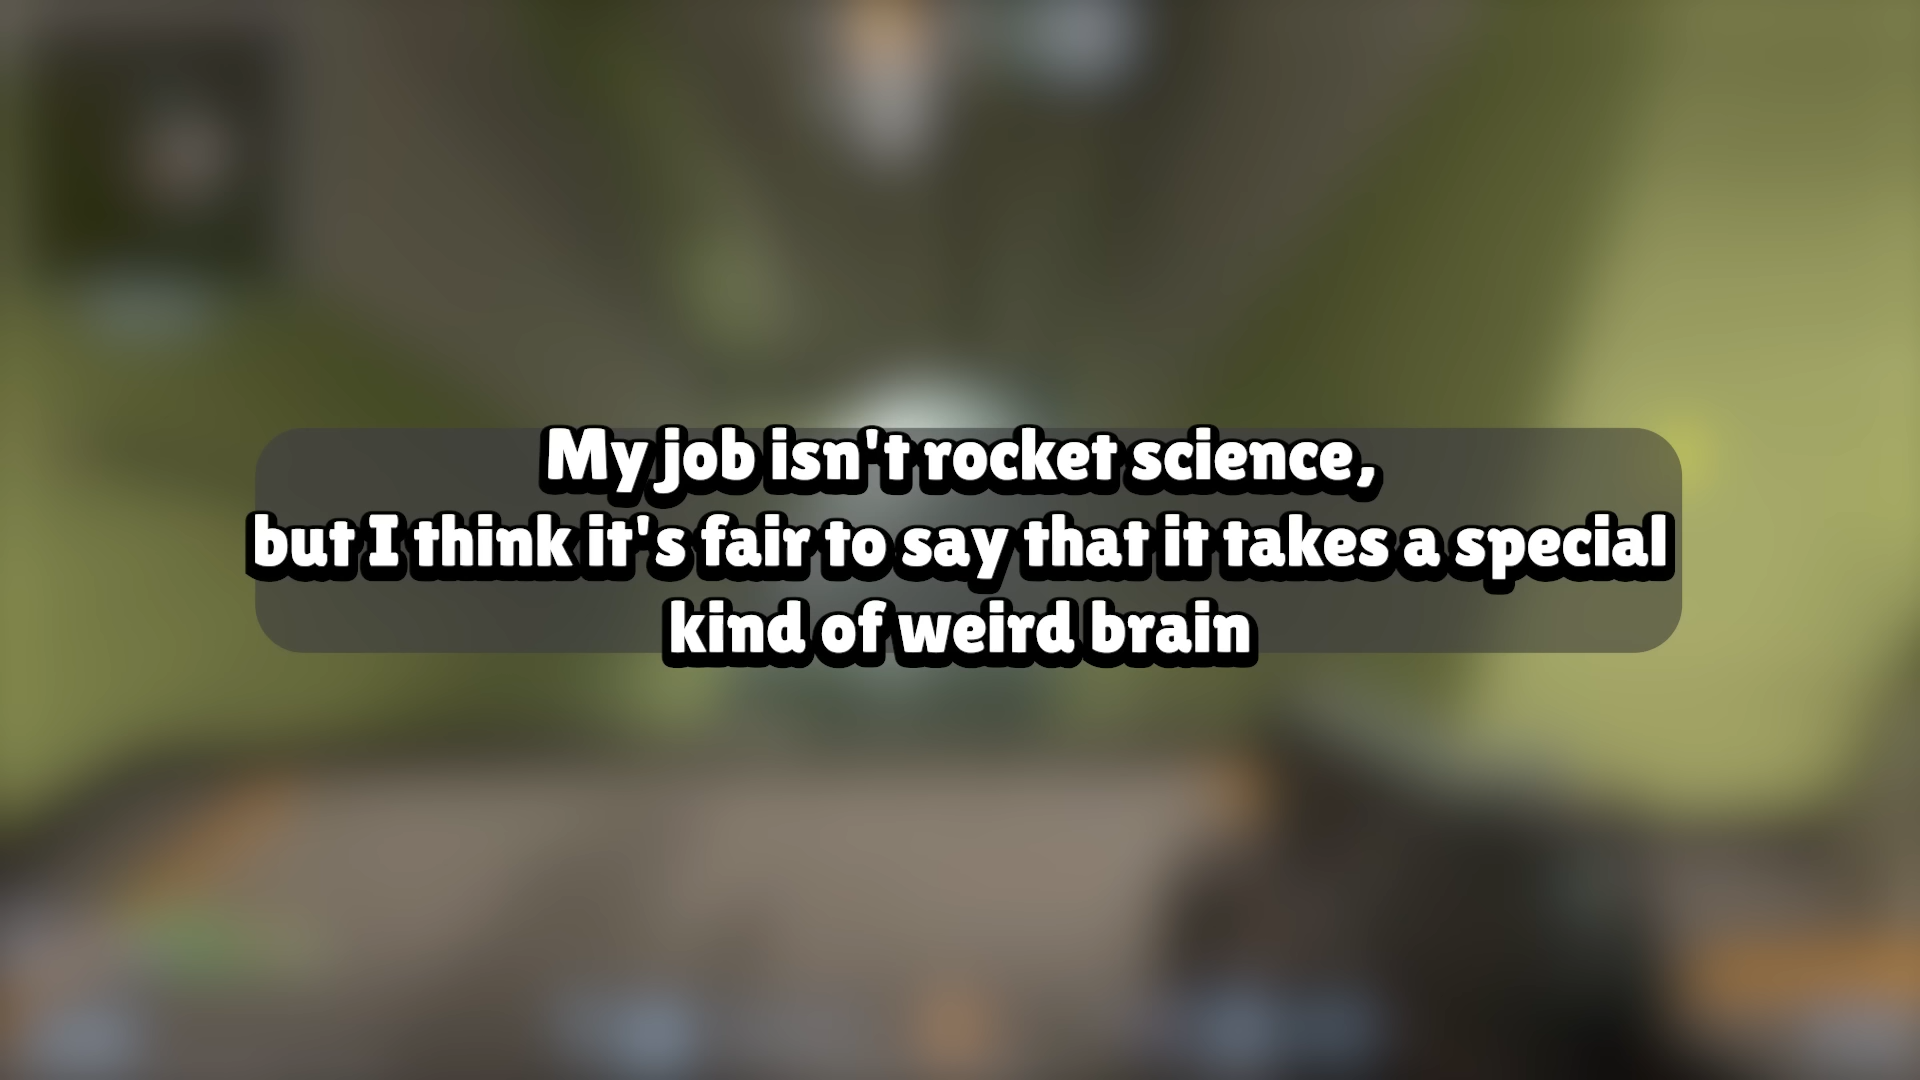 My job isn't rocket science,
but I think it's fair to say that it takes a special
kind of weird brain